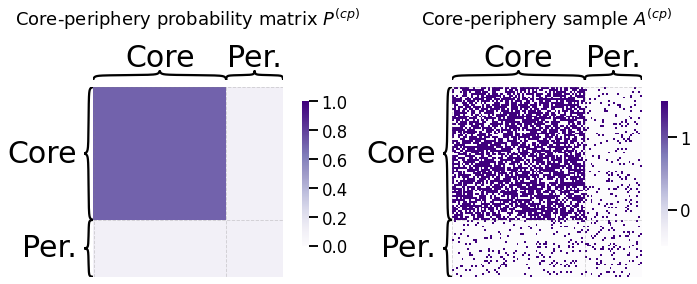 Core-periphery probability matrix P^(cp)
Core Per.
Core
Per.
1.0
0.8
0.6
0.4
0.2
0.0
Core-periphery sample A^(cp)
Core Per.
Core
Per.
1
0